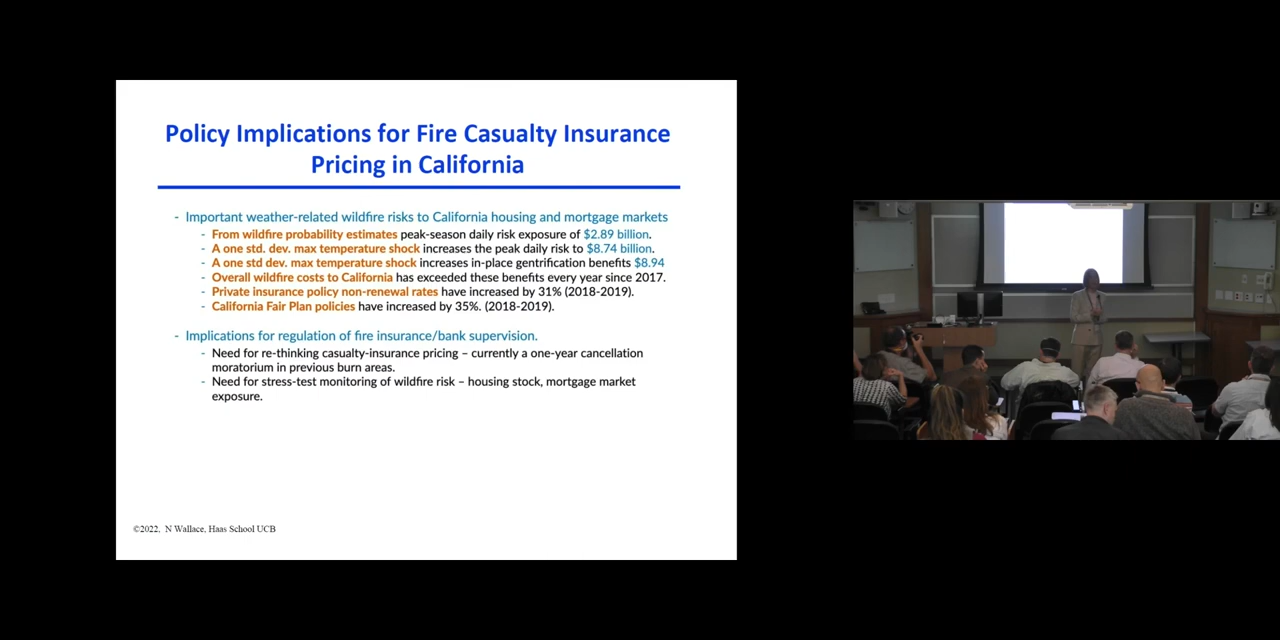 Policy Implications for Fire Casualty Insurance
Pricing in California
- Important weather-related wildfire risks to California housing and mortgage markets
- From wildfire probability estimates peak-season daily risk exposure of $2.89 billion.
- A one std. dev. max temperature shock increases the peak daily risk to $8.74 billion.
- A one std dev. max temperature shock increases in-place gentrification benefits $8.94
- Overall wildfire costs to California has exceeded these benefits every year since 2017.
- Private insurance policy non-renewal rates have increased by 31% (2018-2019).
- California Fair Plan policies have increased by 35%. (2018-2019).
- Implications for regulation of fire insurance/bank supervision.
- Need for re-thinking casualty-insurance pricing – currently a one-year cancellation
moratorium in previous burn areas.
- Need for stress-test monitoring of wildfire risk – housing stock, mortgage market
exposure.
©2022, N Wallace, Haas School UCB